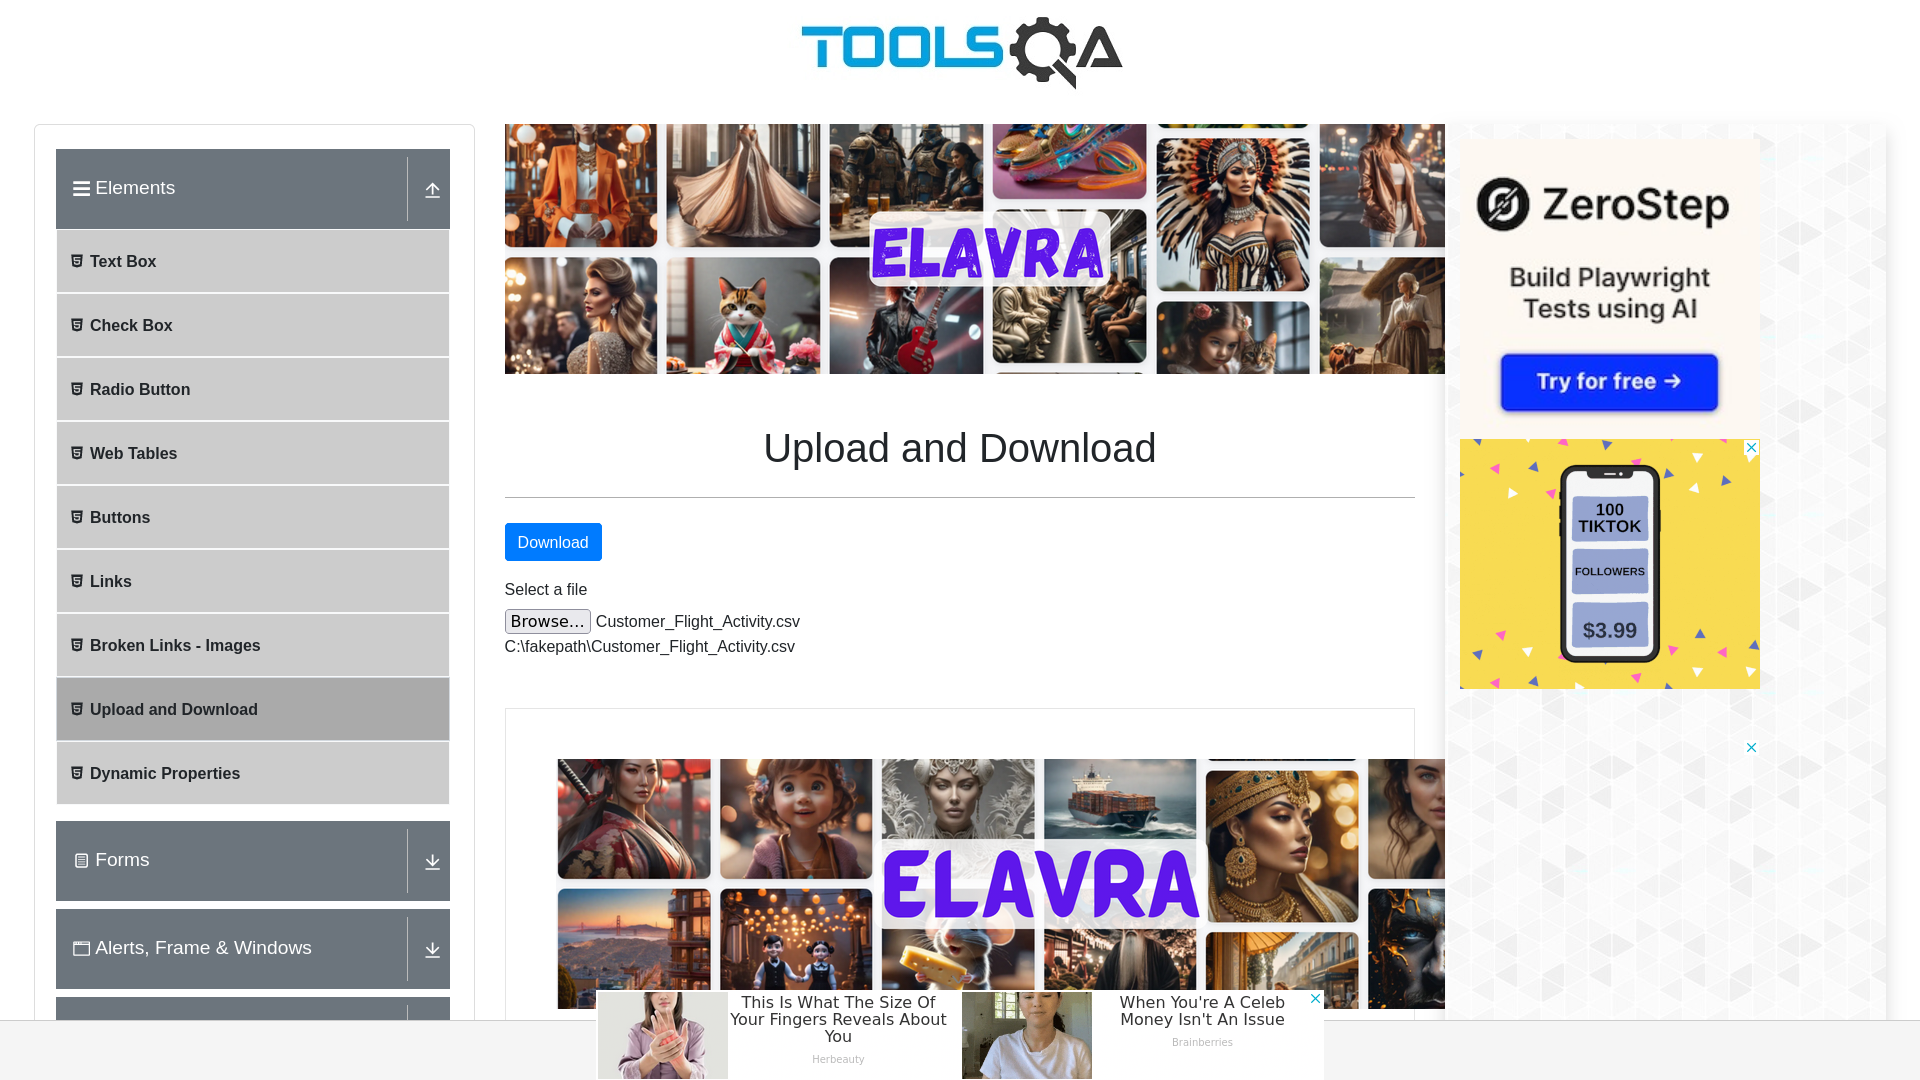 TOOLSQA
Elements
Text Box
Check Box
Radio Button
Web Tables
Buttons
Links
Broken Links - Images
Upload and Download
Dynamic Properties
Forms
Alerts, Frame & Windows
ELAVRA
Upload and Download
Download
Select a file
Browse... Customer_Flight_Activity.csv
C:\fakepath\Customer_Flight_Activity.csv
ELAVRA
ZeroStep
Build Playwright
Tests using AI
Try for free →
100
TIKTOK
FOLLOWERS
$3.99
This Is What The Size Of
Your Fingers Reveals About
You
Herbeauty
When You're A Celeb
Money Isn't An Issue
Brainberries